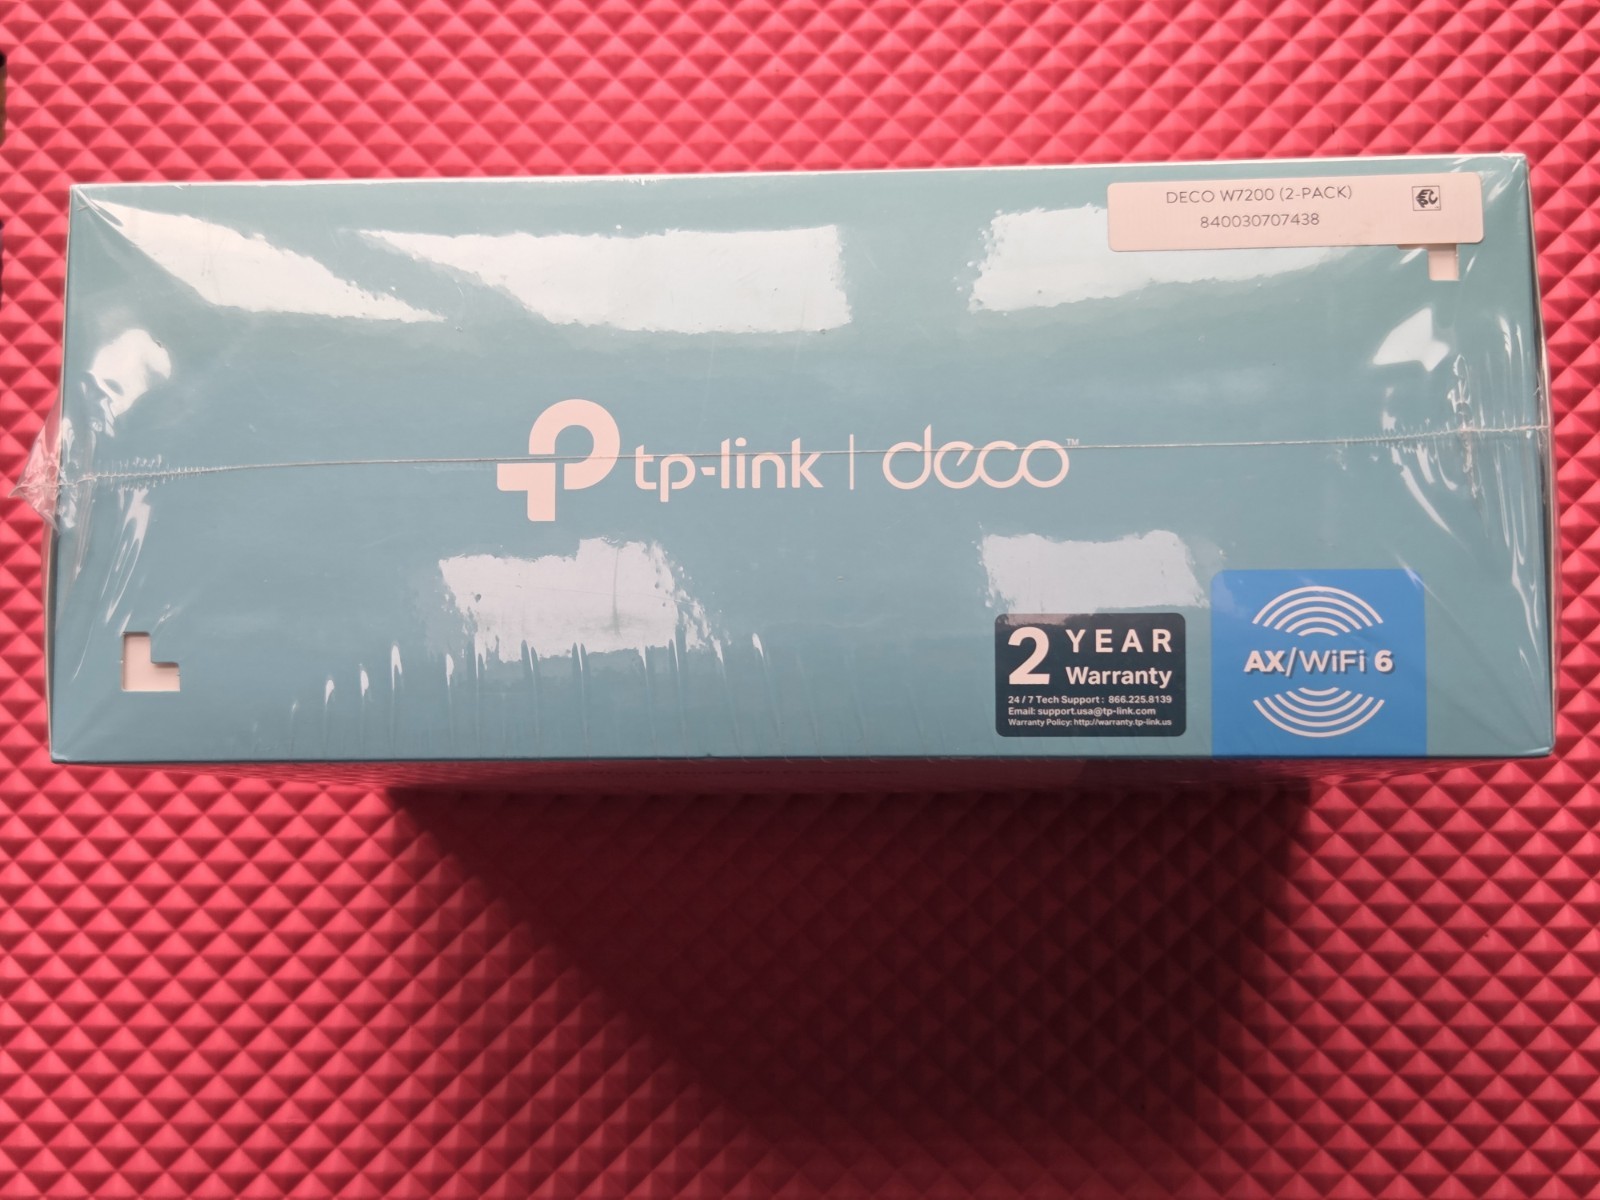 DECO W7200 (2-PACK)
840030707438
tp-link | deco™
2 YEAR
Warranty
24 / 7 Tech Support : 866.225.8139
Email: support.usa@tp-link.com
Warranty Policy: http://warranty.tp-link.us
AX/WiFi 6